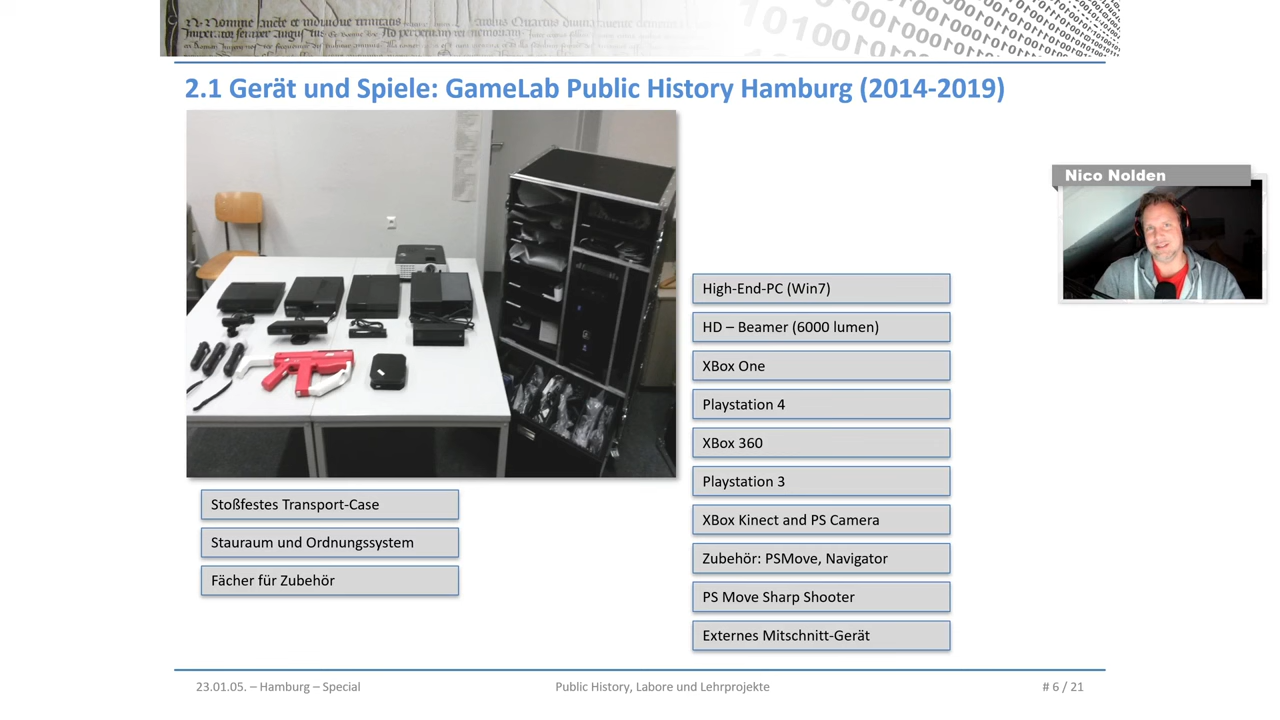 2.1 Gerät und Spiele: GameLab Public History Hamburg (2014-2019)
Nico Nolden
High-End-PC (Win7)
HD – Beamer (6000 lumen)
XBox One
Playstation 4
XBox 360
Playstation 3
XBox Kinect and PS Camera
Zubehör: PSMove, Navigator
PS Move Sharp Shooter
Externes Mitschnitt-Gerät
Stoßfestes Transport-Case
Stauraum und Ordnungssystem
Fächer für Zubehör
23.01.05. – Hamburg – Special
Public History, Labore und Lehrprojekte
# 6 / 21